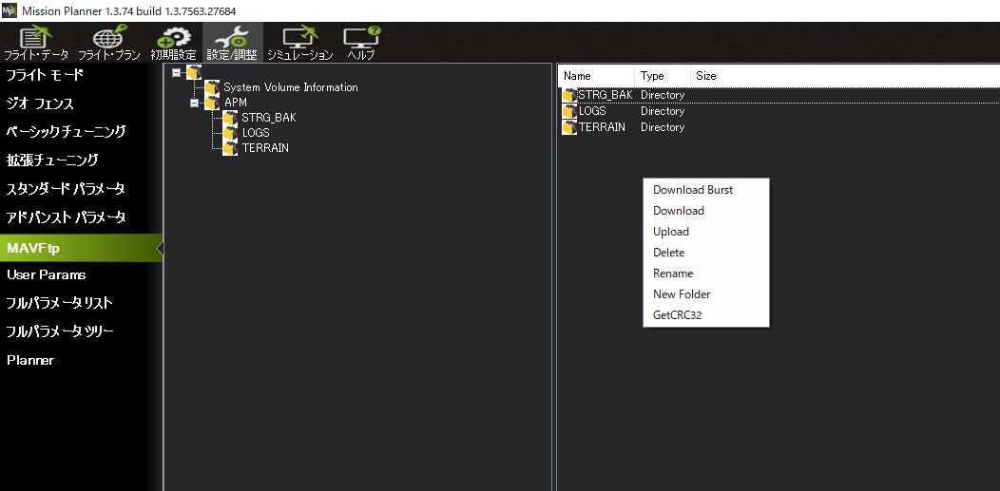 Mission Planner 1.3.74 build 1.3.7563.27684
フライト・データ フライト・プラン 初期設定 設定/調整 シミュレーション ヘルプ
フライト モード
ジオ フェンス
ベーシックチューニング
拡張チューニング
スタンダード パラメータ
アドバンスト パラメータ
MAVFtp
User Params
フルパラメータリスト
フルパラメータツリー
Planner
System Volume Information
APM
STRG_BAK
LOGS
TERRAIN
Name Type Size
STRG_BAK Directory
LOGS Directory
TERRAIN Directory
Download Burst
Download
Upload
Delete
Rename
New Folder
GetCRC32